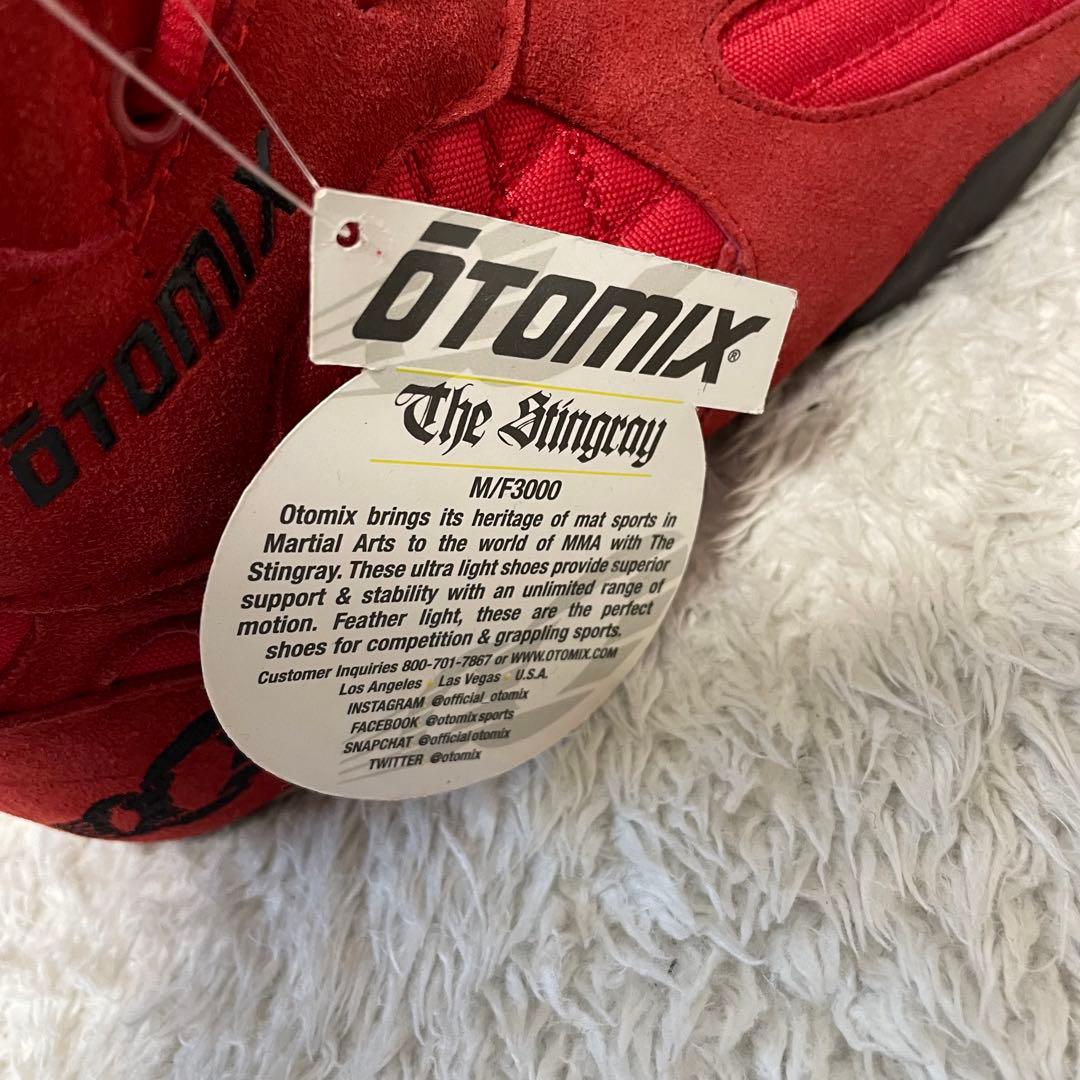 ŌTOMIX
ŌTOMIX®
The Stingray
M/F3000
Otomix brings its heritage of mat sports in
Martial Arts to the world of MMA with The
Stingray. These ultra light shoes provide superior
support & stability with an unlimited range of
motion. Feather light, these are the perfect
shoes for competition & grappling sports.
Customer Inquiries 800-701-7867 or WWW.OTOMIX.COM
Los Angeles • Las Vegas • U.S.A.
INSTAGRAM @official_otomix
FACEBOOK @otomixsports
SNAPCHAT @officialotomix
TWITTER @otomix